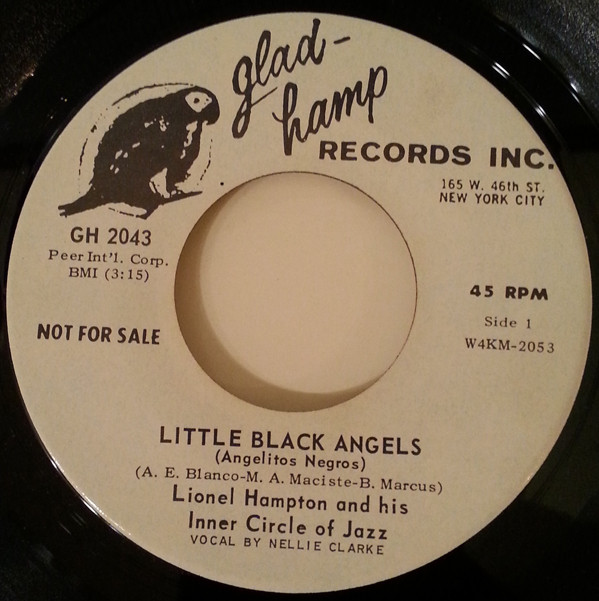 glad-
hamp
RECORDS INC.
165 W. 46th ST.
NEW YORK CITY
GH 2043
Peer Int'l. Corp.
BMI (3:15)
45 RPM
Side 1
W4KM-2053
NOT FOR SALE
LITTLE BLACK ANGELS
(Angelitos Negros)
(A. E. Blanco-M. A. Maciste-B. Marcus)
Lionel Hampton and his
Inner Circle of Jazz
VOCAL BY NELLIE CLARKE